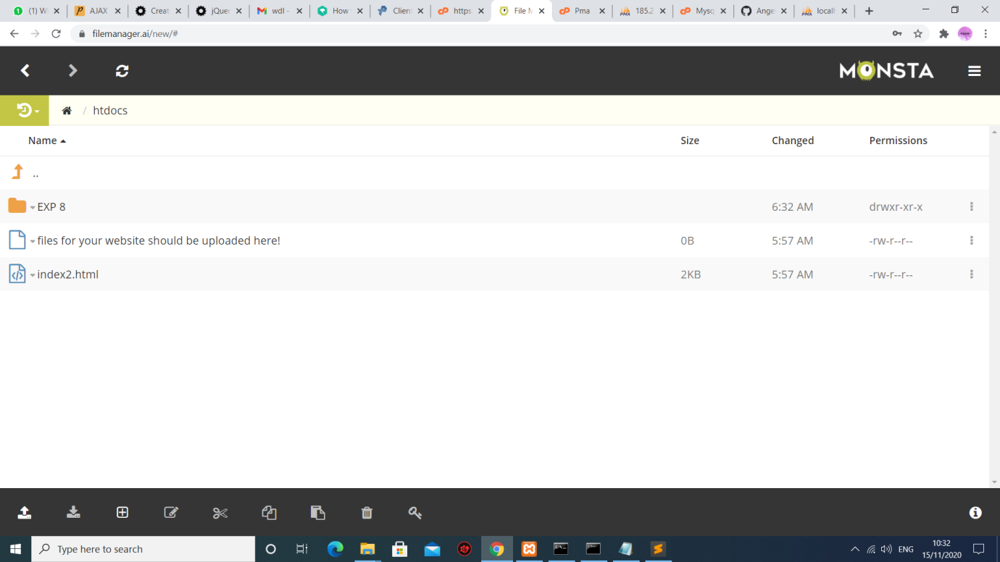 (1) W
AJAX
Creat
jQue
wdl -
How
Clien
https:
File M
Pma
185.2
Mysq
Ange
localh
filemanager.ai/new/#
MONSTA
/ htdocs
Name Size Changed Permissions
..
EXP 8 6:32 AM drwxr-xr-x
files for your website should be uploaded here! 0B 5:57 AM -rw-r--r--
index2.html 2KB 5:57 AM -rw-r--r--
Type here to search
ENG
10:32
15/11/2020